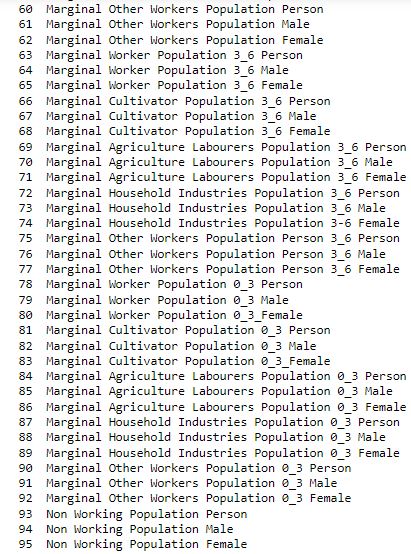 60 Marginal Other Workers Population Person
61 Marginal Other Workers Population Male
62 Marginal Other Workers Population Female
63 Marginal Worker Population 3_6 Person
64 Marginal Worker Population 3_6 Male
65 Marginal Worker Population 3_6 Female
66 Marginal Cultivator Population 3_6 Person
67 Marginal Cultivator Population 3_6 Male
68 Marginal Cultivator Population 3_6 Female
69 Marginal Agriculture Labourers Population 3_6 Person
70 Marginal Agriculture Labourers Population 3_6 Male
71 Marginal Agriculture Labourers Population 3_6 Female
72 Marginal Household Industries Population 3_6 Person
73 Marginal Household Industries Population 3_6 Male
74 Marginal Household Industries Population 3-6 Female
75 Marginal Other Workers Population Person 3_6 Person
76 Marginal Other Workers Population Person 3_6 Male
77 Marginal Other Workers Population Person 3_6 Female
78 Marginal Worker Population 0_3 Person
79 Marginal Worker Population 0_3 Male
80 Marginal Worker Population 0_3_Female
81 Marginal Cultivator Population 0_3 Person
82 Marginal Cultivator Population 0_3 Male
83 Marginal Cultivator Population 0_3_Female
84 Marginal Agriculture Labourers Population 0_3 Person
85 Marginal Agriculture Labourers Population 0_3 Male
86 Marginal Agriculture Labourers Population 0_3 Female
87 Marginal Household Industries Population 0_3 Person
88 Marginal Household Industries Population 0_3 Male
89 Marginal Household Industries Population 0_3 Female
90 Marginal Other Workers Population 0_3 Person
91 Marginal Other Workers Population 0_3 Male
92 Marginal Other Workers Population 0_3 Female
93 Non Working Population Person
94 Non Working Population Male
95 Non Working Population Female